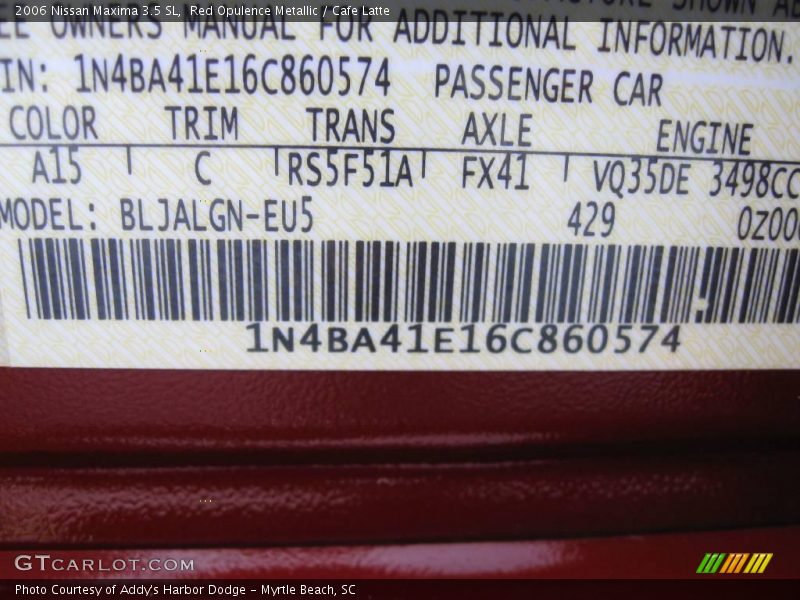 2006 Nissan Maxima 3.5 SL, Red Opulence Metallic / Cafe Latte
OWNERS MANUAL FOR ADDITIONAL INFORMATION.
IN: 1N4BA41E16C860574 PASSENGER CAR
COLOR TRIM TRANS AXLE ENGINE
A15 C RS5F51A FX41 VQ35DE 3498CC
MODEL: BLJALGN-EU5 429 0Z00
1N4BA41E16C860574
GTCARLOT.COM
Photo Courtesy of Addy's Harbor Dodge - Myrtle Beach, SC